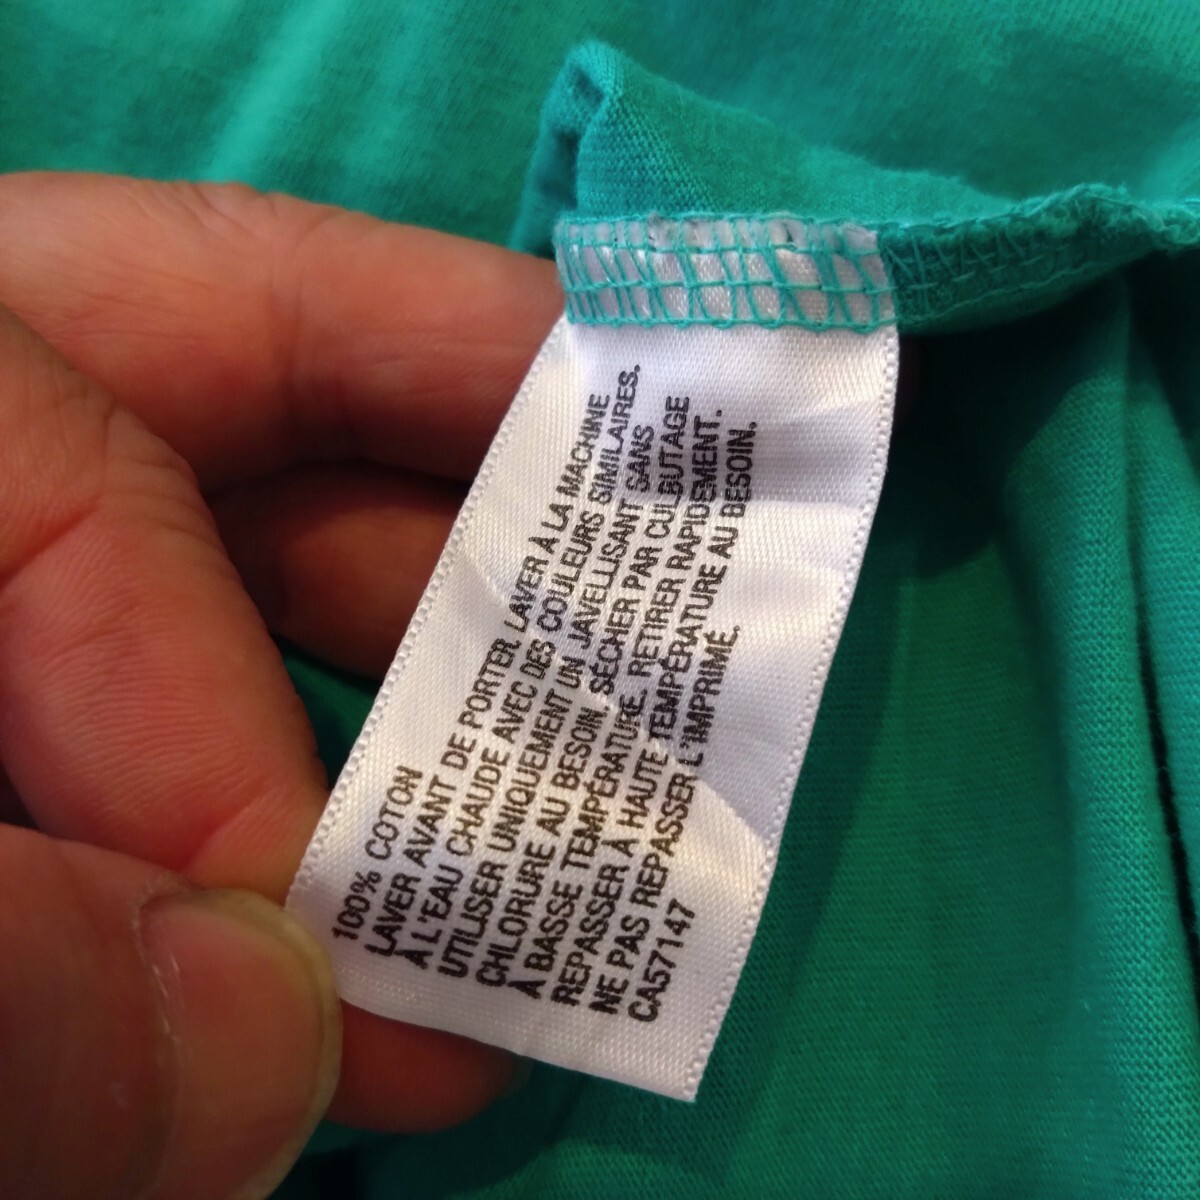 100% COTON
LAVER AVANT DE PORTER. LAVER À LA MACHINE
À L'EAU CHAUDE AVEC DES COULEURS SIMILAIRES.
UTILISER UNIQUEMENT UN JAVELLISANT SANS
CHLORURE AU BESOIN. SÉCHER PAR CULBUTAGE
À BASSE TEMPÉRATURE. RETIRER RAPIDEMENT.
REPASSER À HAUTE TEMPÉRATURE AU BESOIN.
NE PAS REPASSER L'IMPRIMÉ.
CA57147